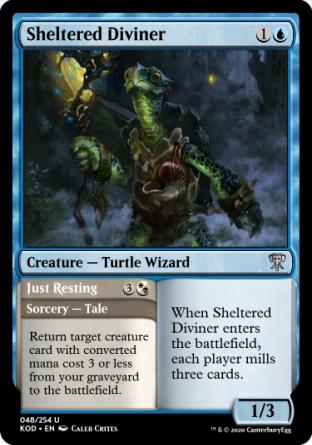 Sheltered Diviner 1
Creature — Turtle Wizard
Just Resting 3
Sorcery — Tale
Return target creature
card with converted
mana cost 3 or less
from your graveyard
to the battlefield.
When Sheltered
Diviner enters
the battlefield,
each player mills
three cards.
1/3
048/254 U
KOD • EN Caleb Crites
™ & © 2020 CanterburyEgg